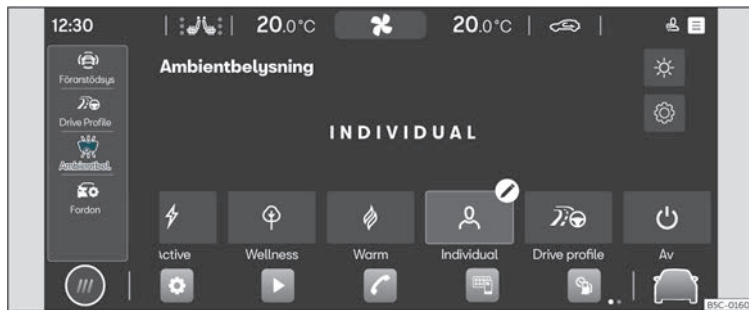 12:30
20.0°C
20.0°C
Förarstödsys
Drive Profile
Ambientbel.
Fordon
Ambientbelysning
INDIVIDUAL
active
Wellness
Warm
Individual
Drive profile
Av
B5C-0160